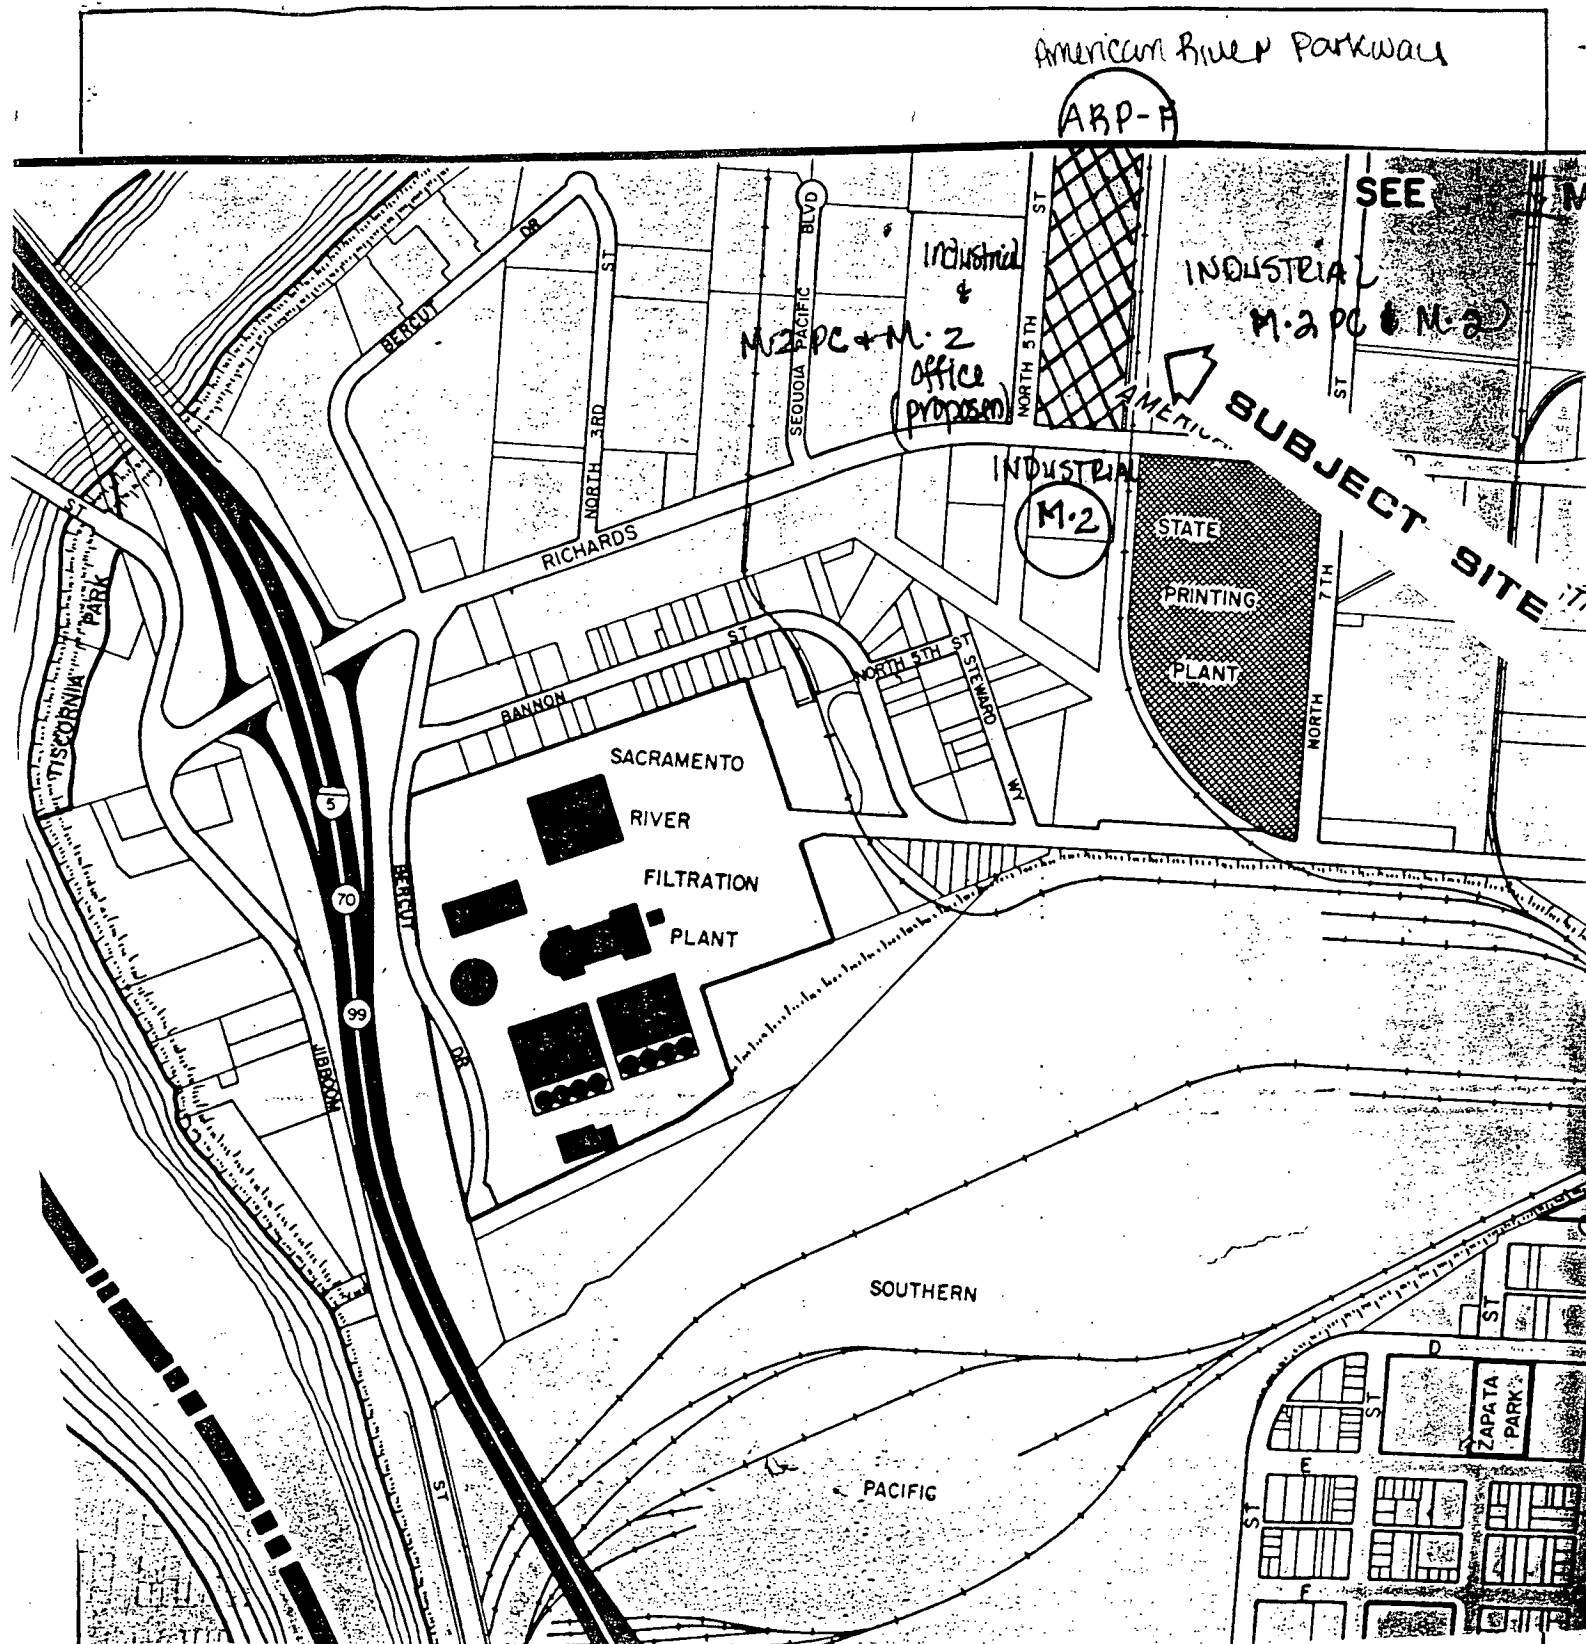 American River Parkway
ARP-F
SEE
M
DR
ST
BLVD
ST
Industrial
&
M-2 PC + M-2
office
(proposed)
INDUSTRIAL
M-2 PC & M-2
BERCUT
SEQUOIA PACIFIC
NORTH 5TH
ST
NORTH 3RD
SUBJECT SITE
INDUSTRIAL
M-2
ST
RICHARDS
STATE
PRINTING
PLANT
NORTH 7TH
TISCORNIA PARK
BANNON
ST
NORTH 5TH ST
STEWARD
WY
SACRAMENTO
RIVER
FILTRATION
PLANT
5
70
99
BERCUT
DR
JIBBOOM
ST
SOUTHERN
PACIFIC
ST
D
ZAPATA
PARK
ST
E
ST
F